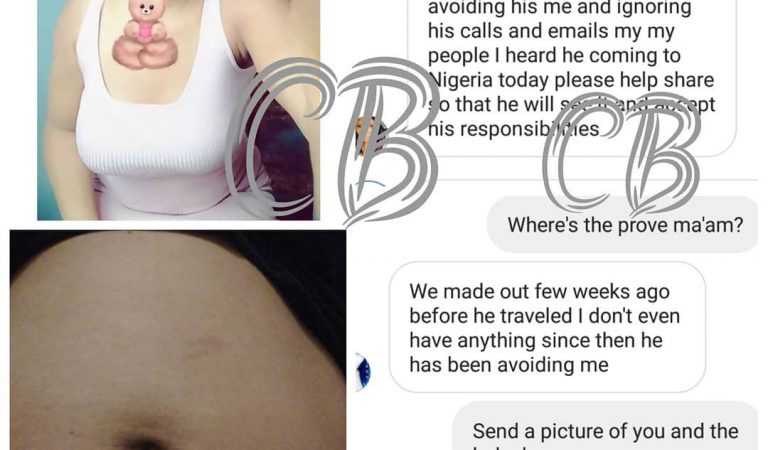 avoiding his me and ignoring
his calls and emails my my
people I heard he coming to
Nigeria today please help share
so that he will see it and accept
his responsibilities
CB
CB
Where's the prove ma'am?
We made out few weeks ago
before he traveled I don't even
have anything since then he
has been avoiding me
Send a picture of you and the